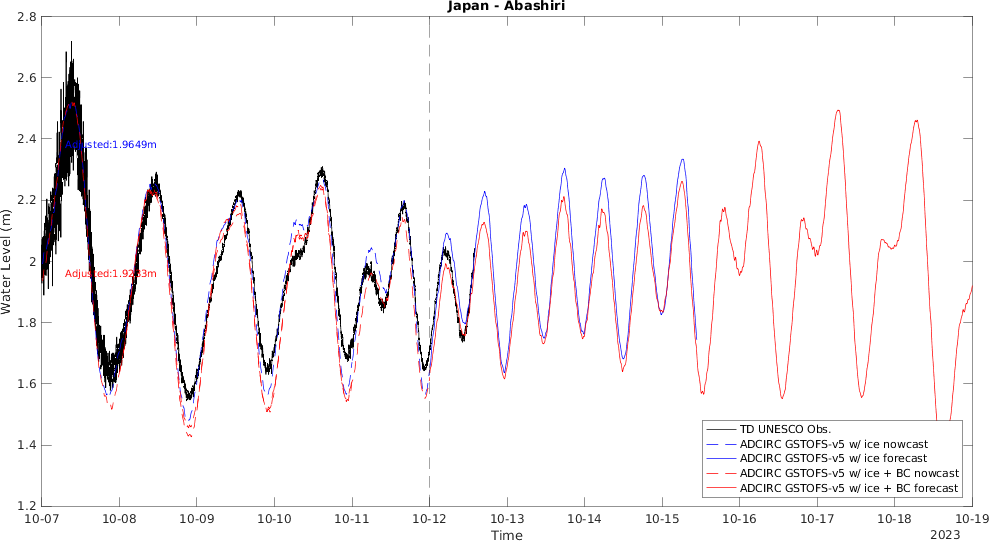 Japan - Abashiri
2.8
2.6
2.4
2.2
2
1.8
1.6
1.4
1.2
Water Level (m)
Adjusted:1.9649m
Adjusted:1.9283m
TD UNESCO Obs.
ADCIRC GSTOFS-v5 w/ ice nowcast
ADCIRC GSTOFS-v5 w/ ice forecast
ADCIRC GSTOFS-v5 w/ ice + BC nowcast
ADCIRC GSTOFS-v5 w/ ice + BC forecast
10-07 10-08 10-09 10-10 10-11 10-12 10-13 10-14 10-15 10-16 10-17 10-18 10-19
Time
2023